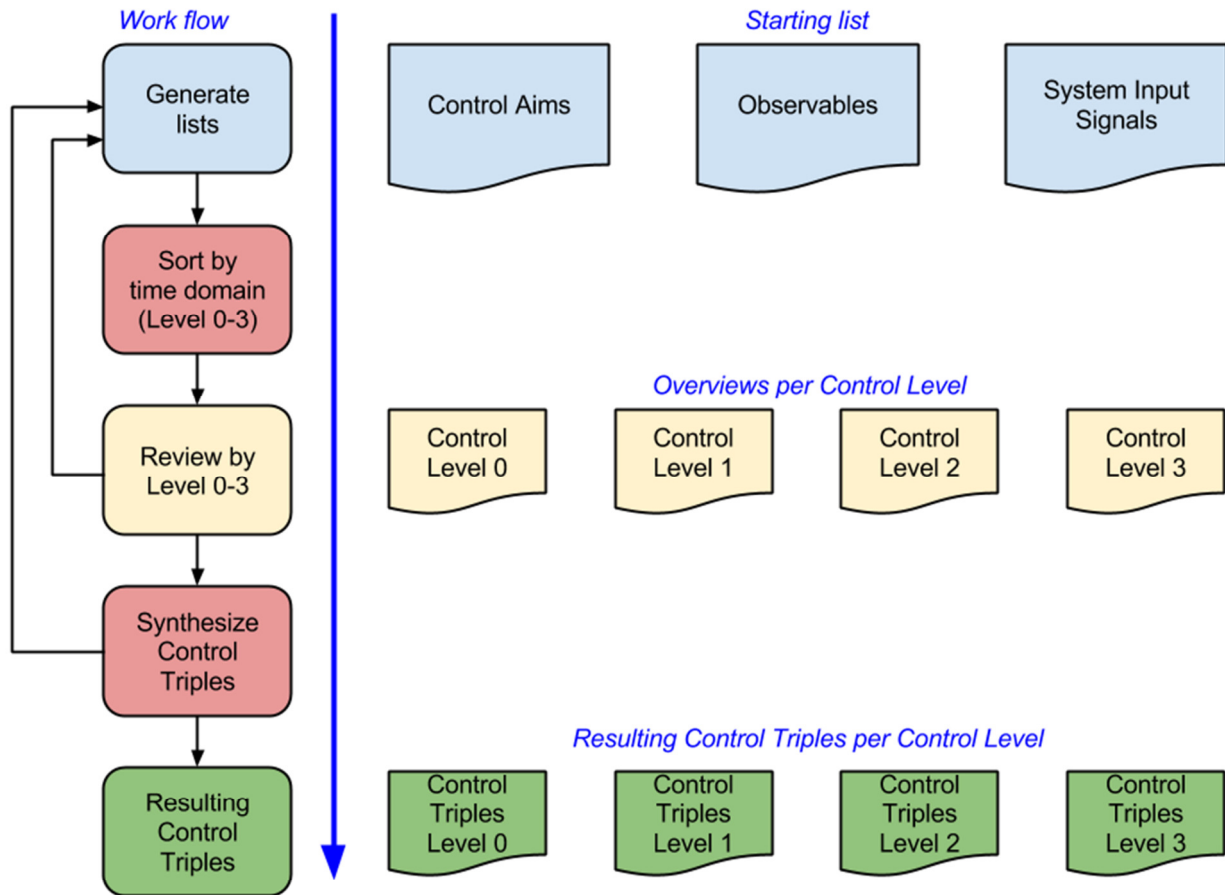 Work flow
Starting list
Generate
lists
Control Aims
Observables
System Input
Signals
Sort by
time domain
(Level 0-3)
Overviews per Control Level
Review by
Level 0-3
Control
Level 0
Control
Level 1
Control
Level 2
Control
Level 3
Synthesize
Control
Triples
Resulting Control Triples per Control Level
Resulting
Control
Triples
Control
Triples
Level 0
Control
Triples
Level 1
Control
Triples
Level 2
Control
Triples
Level 3